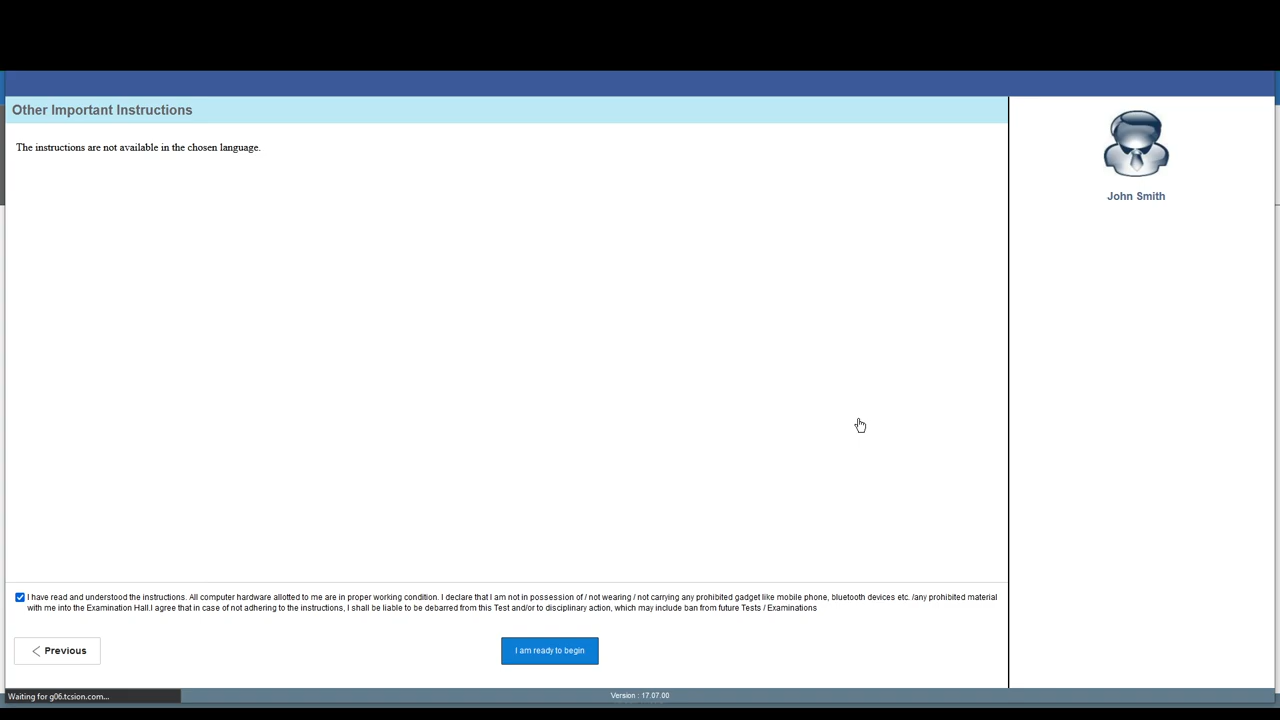 Other Important Instructions
The instructions are not available in the chosen language.
John Smith
I have read and understood the instructions. All computer hardware allotted to me are in proper working condition. I declare that I am not in possession of / not wearing / not carrying any prohibited gadget like mobile phone, bluetooth devices etc. /any prohibited material
with me into the Examination Hall.I agree that in case of not adhering to the instructions, I shall be liable to be debarred from this Test and/or to disciplinary action, which may include ban from future Tests / Examinations
Previous
I am ready to begin
Waiting for g06.tcsion.com...
Version : 17.07.00